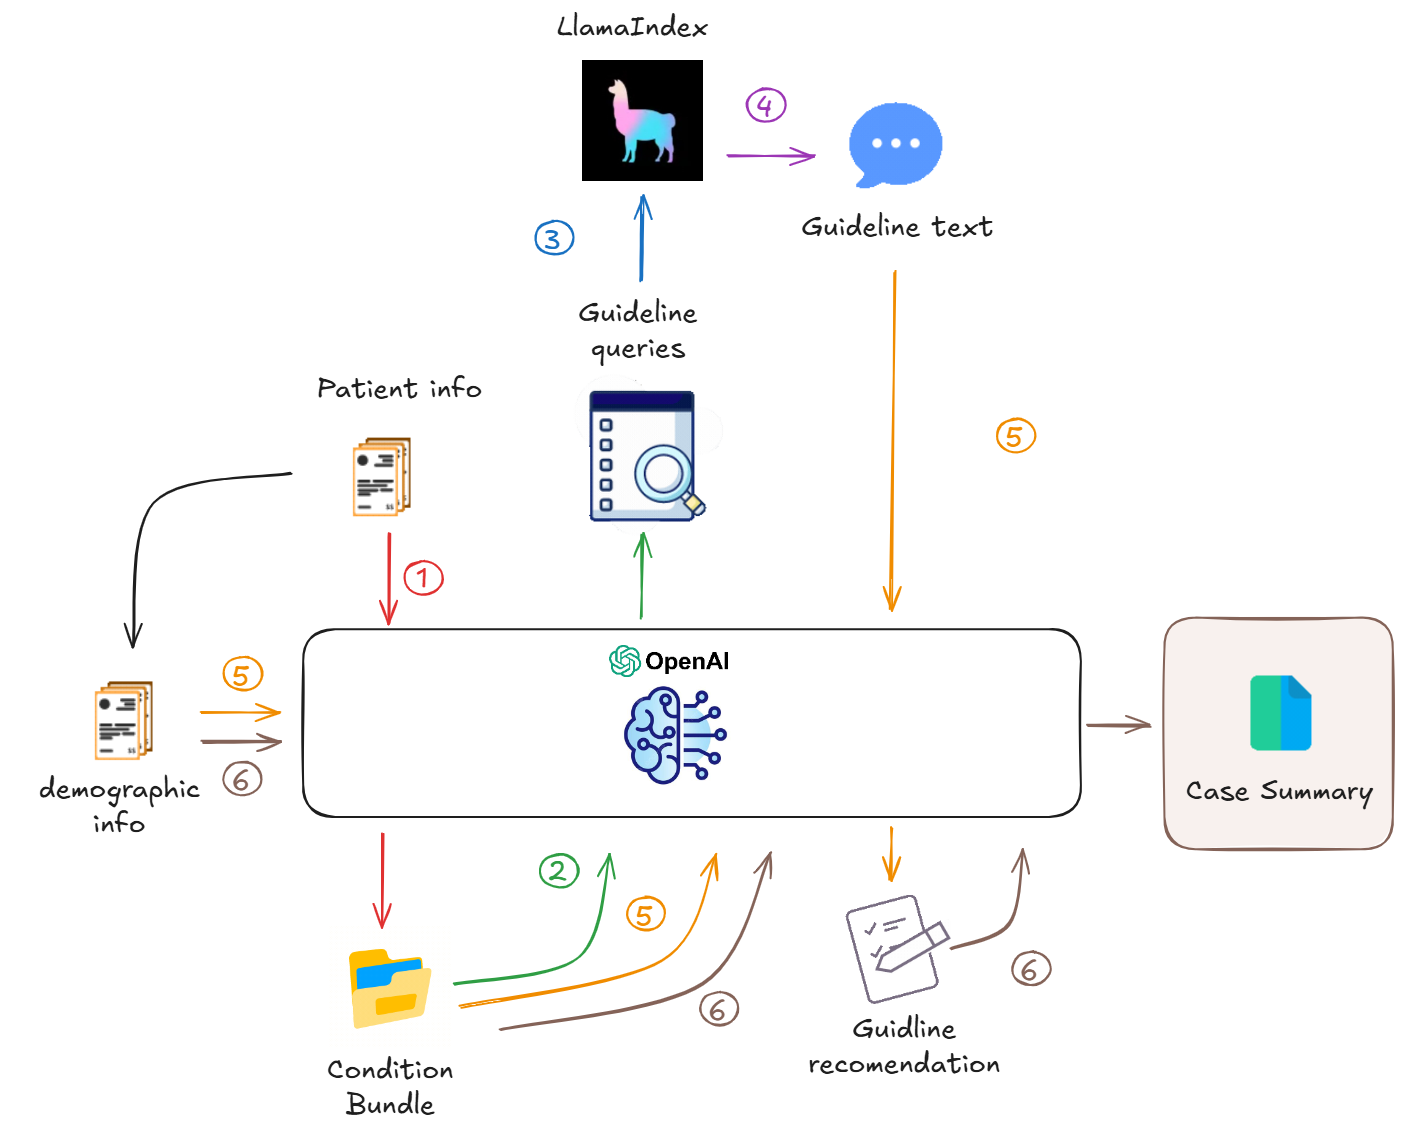 LlamaIndex
4
Guideline text
3
Guideline
queries
Patient info
5
1
OpenAI
5
6
demographic
info
Case Summary
2
5
6
6
Condition
Bundle
Guidline
recomendation